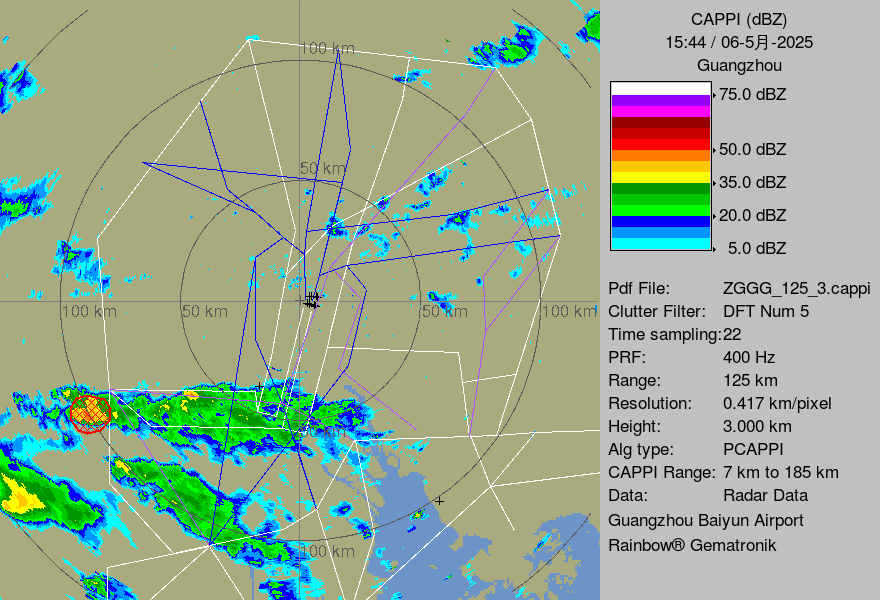 CAPPI (dBZ)
15:44 / 06-5月-2025
Guangzhou
75.0 dBZ
50.0 dBZ
35.0 dBZ
20.0 dBZ
5.0 dBZ
Pdf File: ZGGG_125_3.cappi
Clutter Filter: DFT Num 5
Time sampling:22
PRF: 400 Hz
Range: 125 km
Resolution: 0.417 km/pixel
Height: 3.000 km
Alg type: PCAPPI
CAPPI Range: 7 km to 185 km
Data: Radar Data
Guangzhou Baiyun Airport
Rainbow® Gematronik
100 km
50 km
100 km
50 km
50 km
100 km
100 km